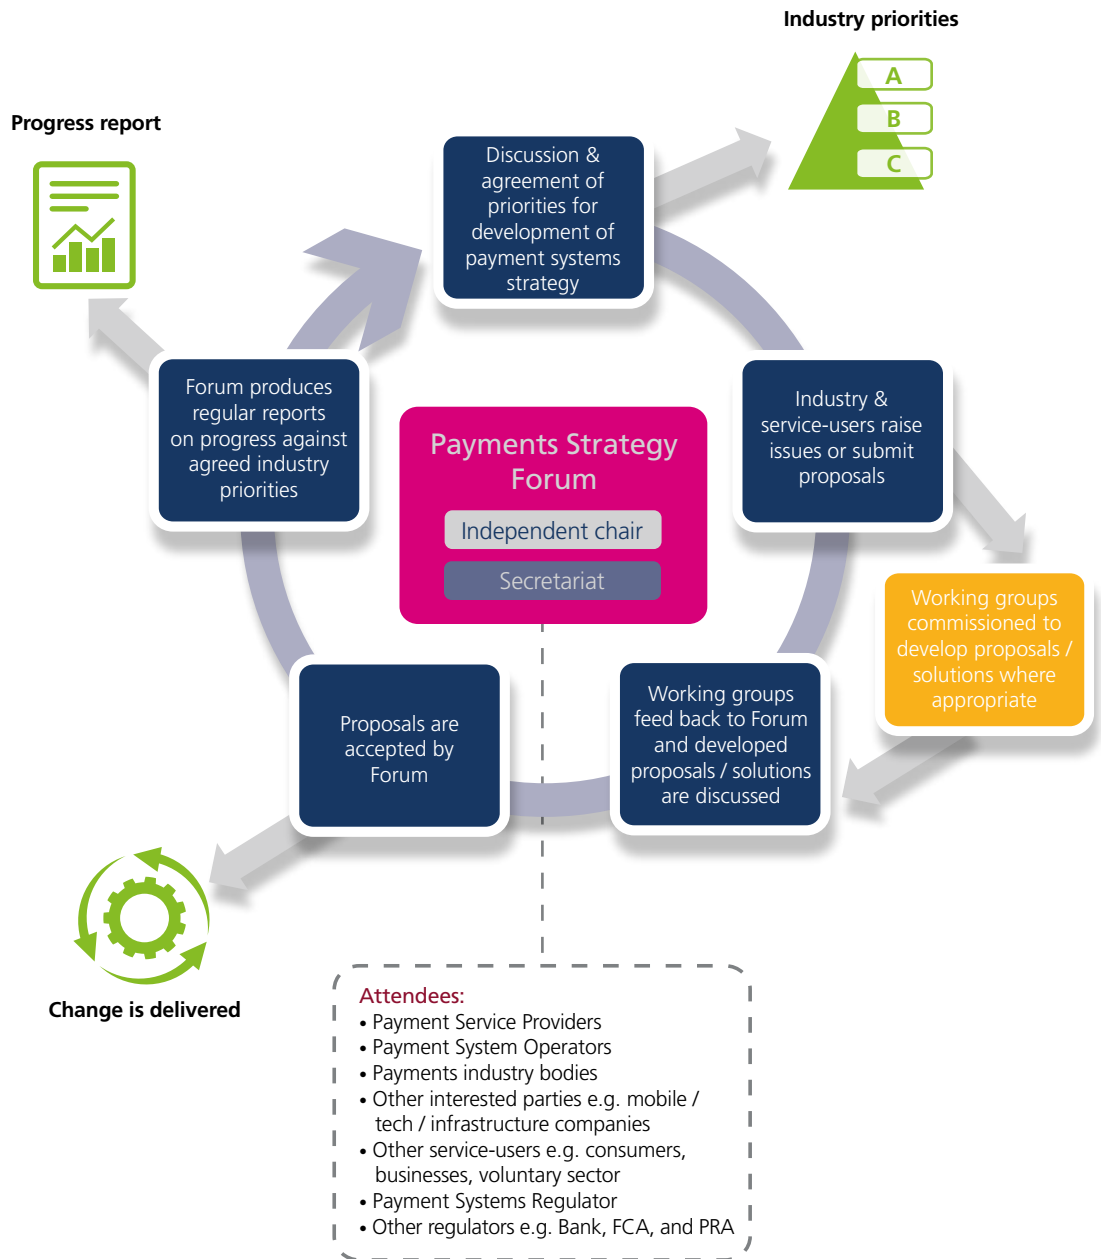 Industry priorities
A
B
C
Progress report
Discussion &
agreement of
priorities for
development of
payment systems
strategy
Forum produces
regular reports
on progress against
agreed industry
priorities
Industry &
service-users raise
issues or submit
proposals
Payments Strategy
Forum
Independent chair
Secretariat
Working groups
commissioned to
develop proposals /
solutions where
appropriate
Working groups
feed back to Forum
and developed
proposals / solutions
are discussed
Proposals are
accepted by
Forum
Change is delivered
Attendees:
• Payment Service Providers
• Payment System Operators
• Payments industry bodies
• Other interested parties e.g. mobile /
tech / infrastructure companies
• Other service-users e.g. consumers,
businesses, voluntary sector
• Payment Systems Regulator
• Other regulators e.g. Bank, FCA, and PRA